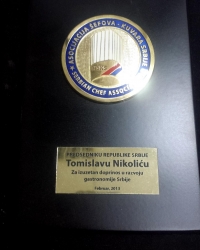 ASOCIJACIJA ŠEFOVA - KUVARA SRBIJE
SERBIAN CHEF ASSOCIATION
PREDSEDNIKU REPUBLIKE SRBIJE
Tomislavu Nikoliću
Za izuzetan doprinos u razvoju
gastronomije Srbije
Februar, 2013